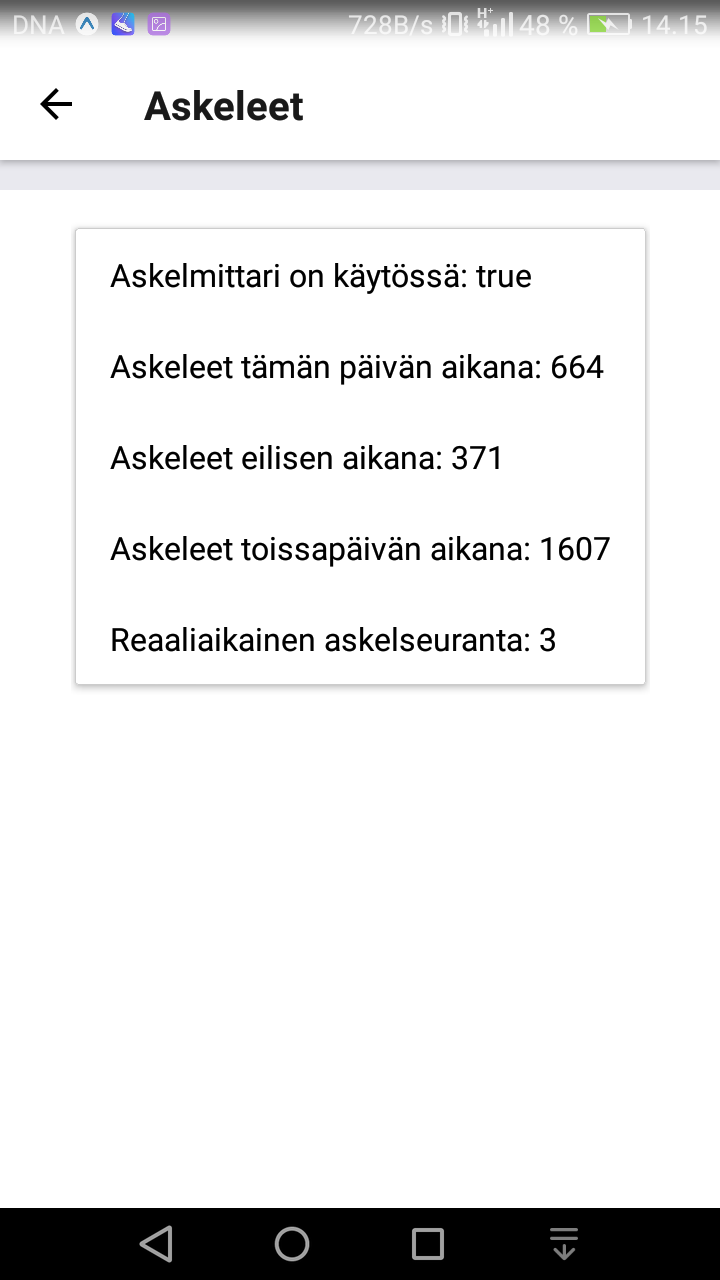 DNA 728B/s H+ 48 % 14.15
Askeleet
Askelmittari on käytössä: true
Askeleet tämän päivän aikana: 664
Askeleet eilisen aikana: 371
Askeleet toissapäivän aikana: 1607
Reaaliaikainen askelseuranta: 3